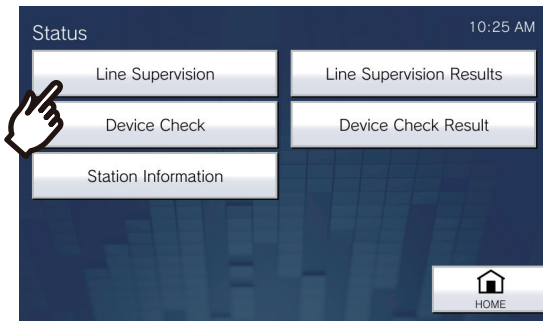 Status
10:25 AM
Line Supervision
Line Supervision Results
Device Check
Device Check Result
Station Information
HOME